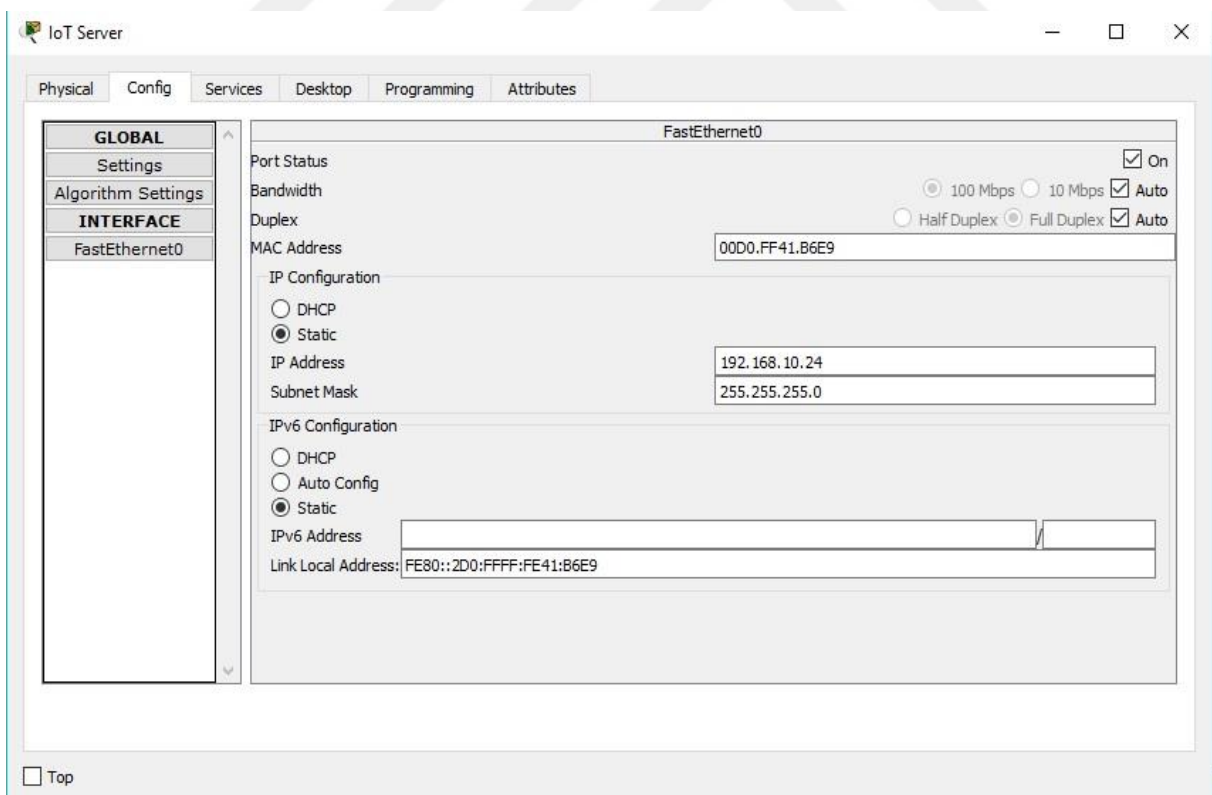 IoT Server
Physical Config Services Desktop Programming Attributes
GLOBAL
Settings
Algorithm Settings
INTERFACE
FastEthernet0
FastEthernet0
Port Status On
Bandwidth 100 Mbps 10 Mbps Auto
Duplex Half Duplex Full Duplex Auto
MAC Address 00D0.FF41.B6E9
IP Configuration
DHCP
Static
IP Address 192.168.10.24
Subnet Mask 255.255.255.0
IPv6 Configuration
DHCP
Auto Config
Static
IPv6 Address /
Link Local Address: FE80::2D0:FFFF:FE41:B6E9
Top